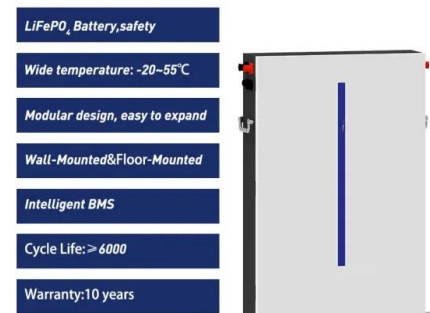 LiFePO₄ Battery,safety
Wide temperature: -20~55℃
Modular design, easy to expand
Wall-Mounted&Floor-Mounted
Intelligent BMS
Cycle Life:≥6000
Warranty:10 years